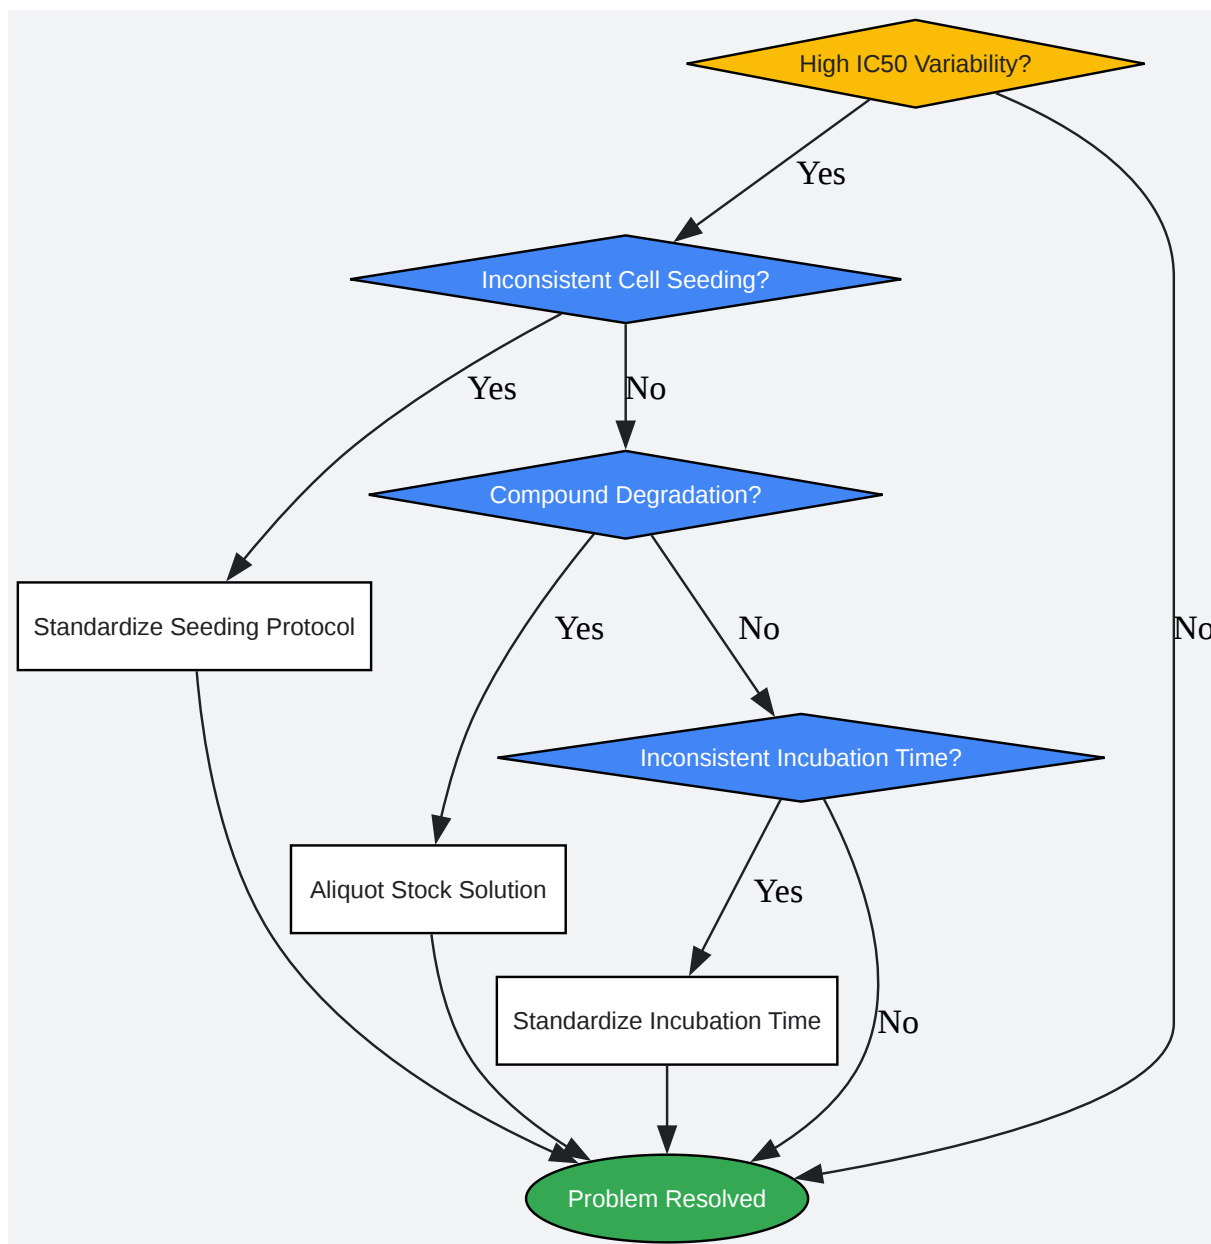 High IC50 Variability?
Yes
Inconsistent Cell Seeding?
Yes
No
Compound Degradation?
Standardize Seeding Protocol
Yes
No
No
Inconsistent Incubation Time?
Aliquot Stock Solution
Yes
Standardize Incubation Time
No
Problem Resolved